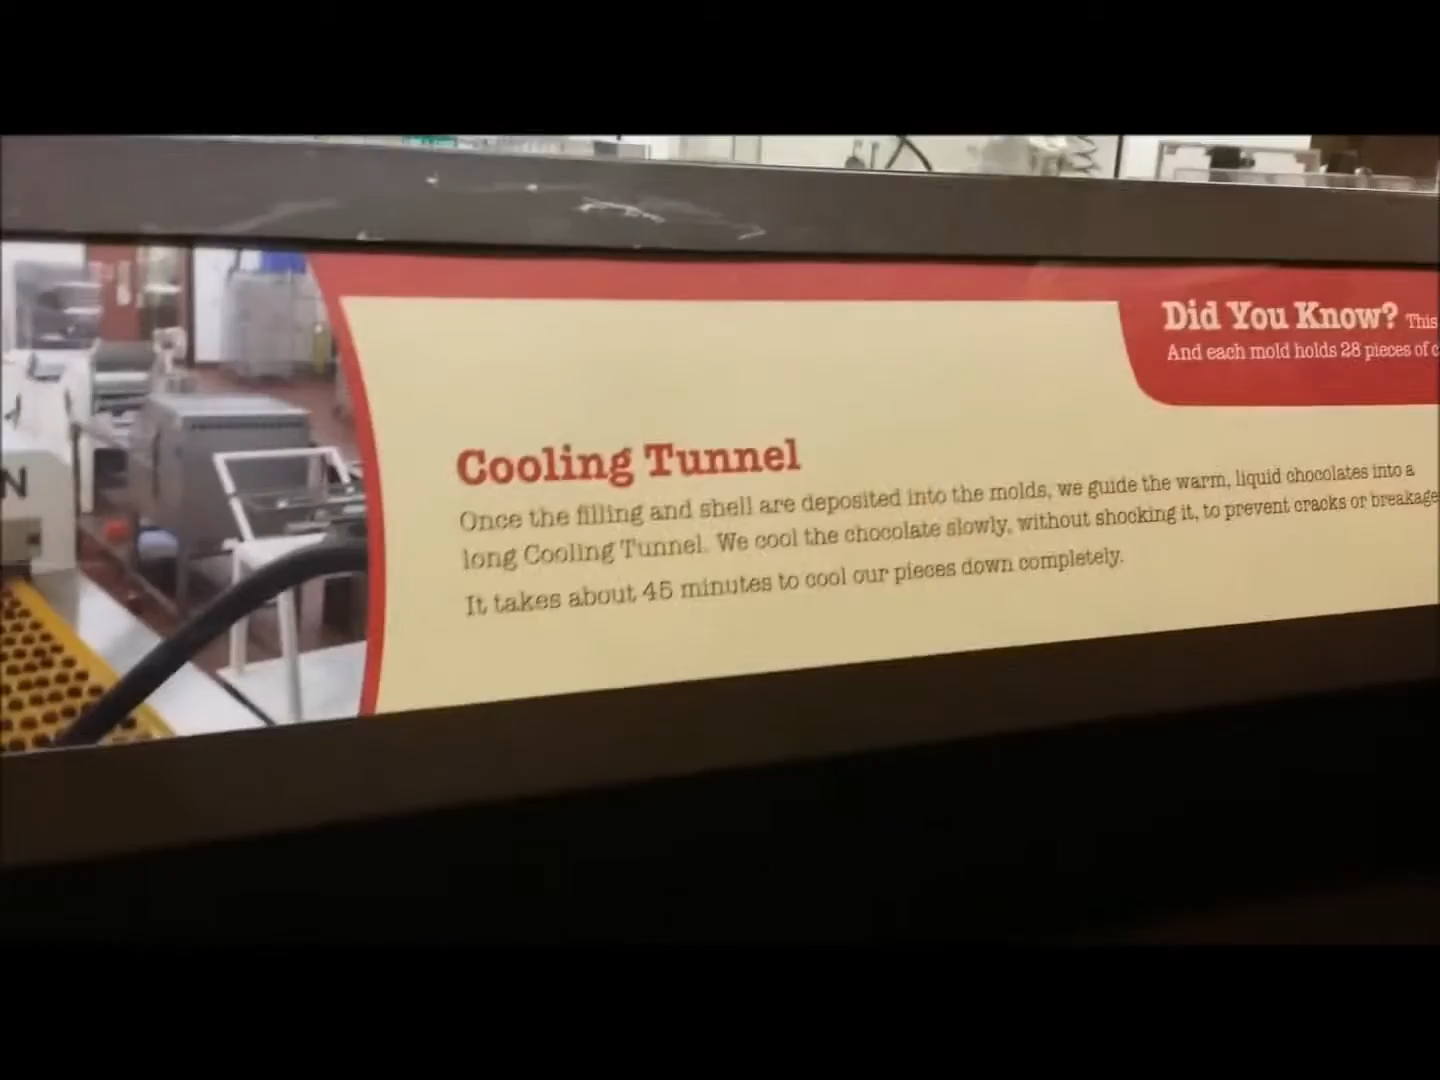 Did You Know? This
And each mold holds 28 pieces of
Cooling Tunnel
Once the filling and shell are deposited into the molds, we guide the warm, liquid chocolates into a
long Cooling Tunnel. We cool the chocolate slowly, without shocking it, to prevent cracks or breakage
It takes about 45 minutes to cool our pieces down completely.
N